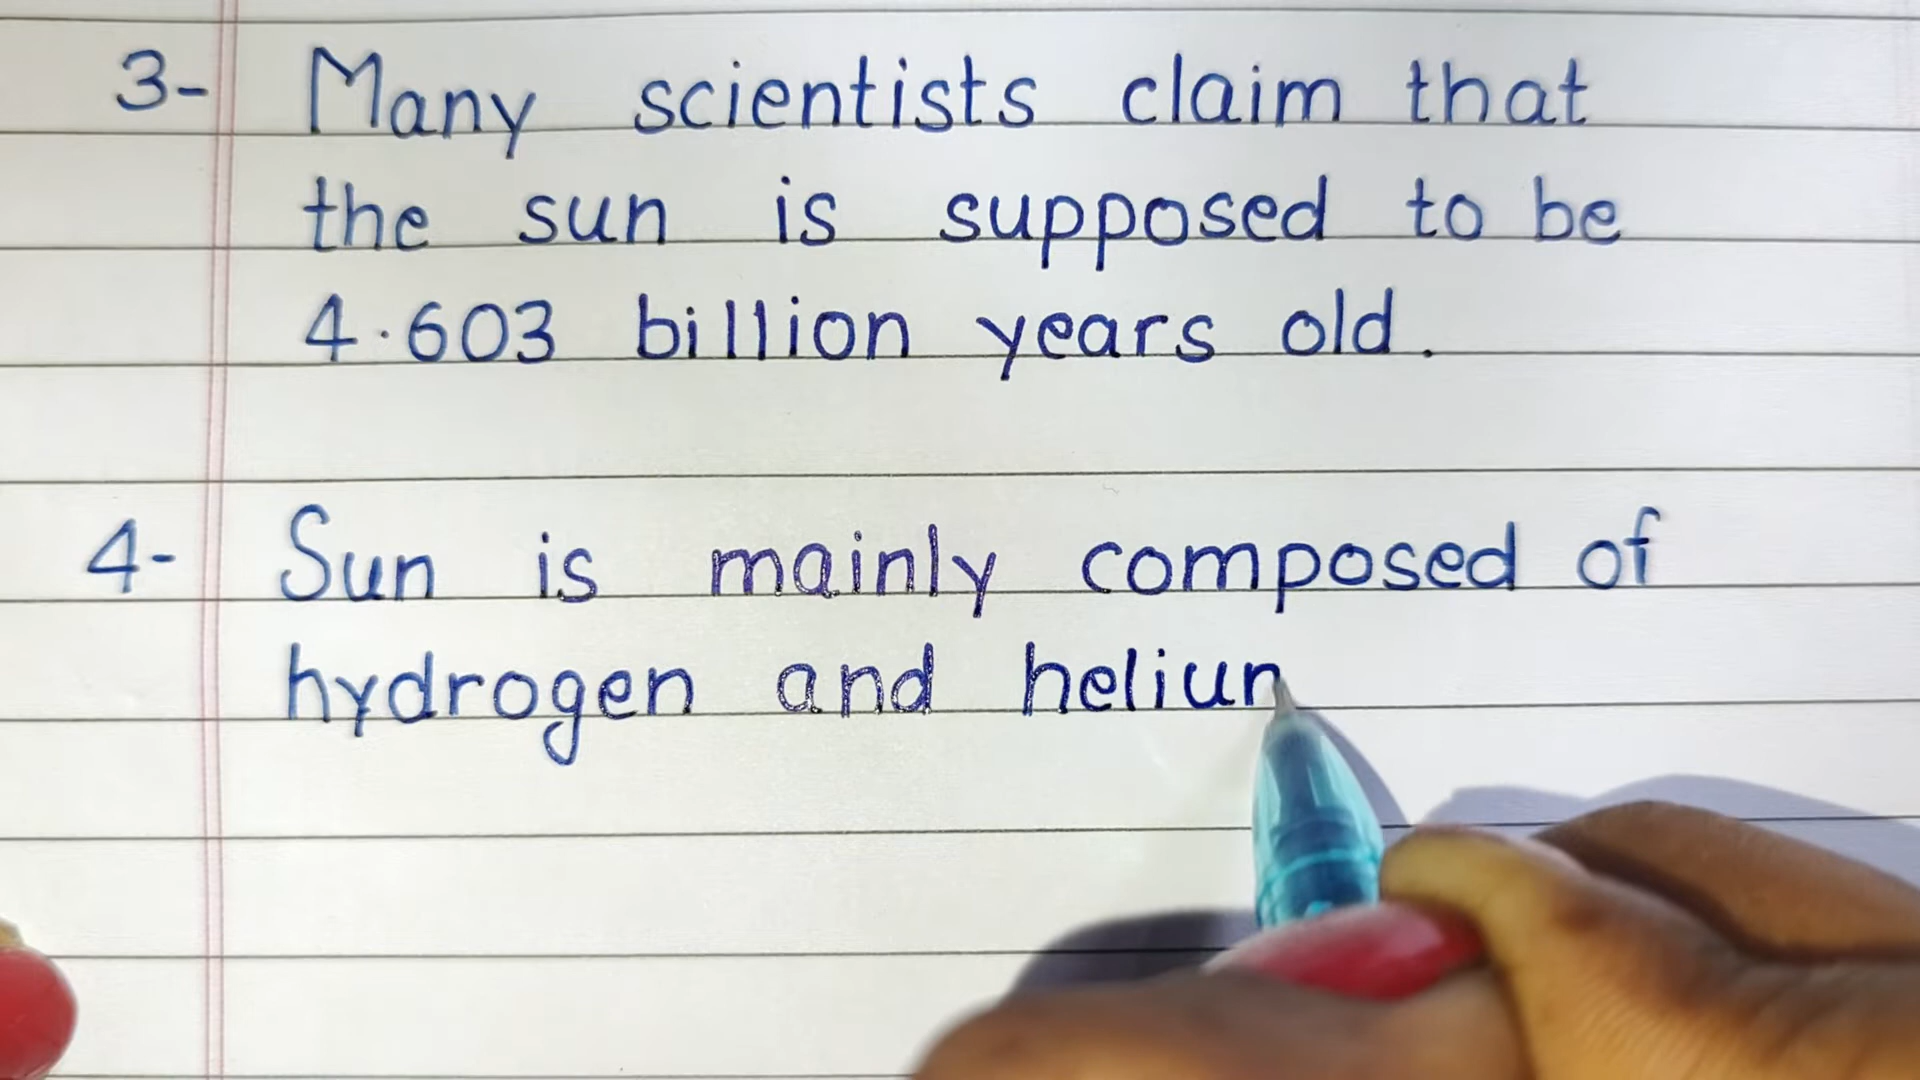 3- Many scientists claim that
the sun is supposed to be
4.603 billion years old.
4- Sun is mainly composed of
hydrogen and heliun